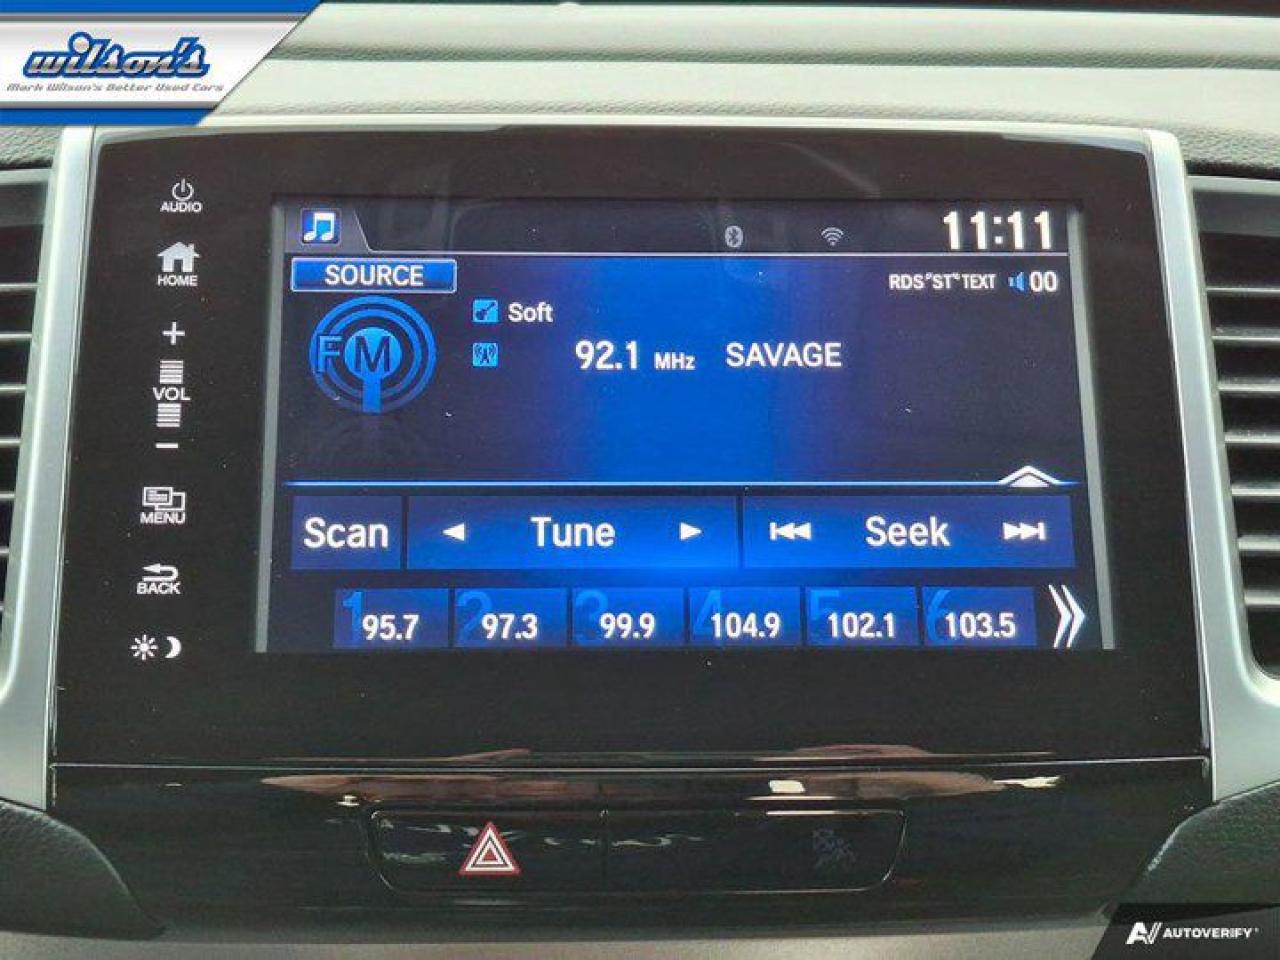 wilson's
Mark Wilson's Better Used Cars
AUDIO
HOME
+
VOL
−
MENU
BACK
11:11
SOURCE
RDS "ST" TEXT 00
FM
Soft
92.1 MHz SAVAGE
Scan Tune Seek
1 95.7 2 97.3 3 99.9 4 104.9 5 102.1 6 103.5
AUTOVERIFY